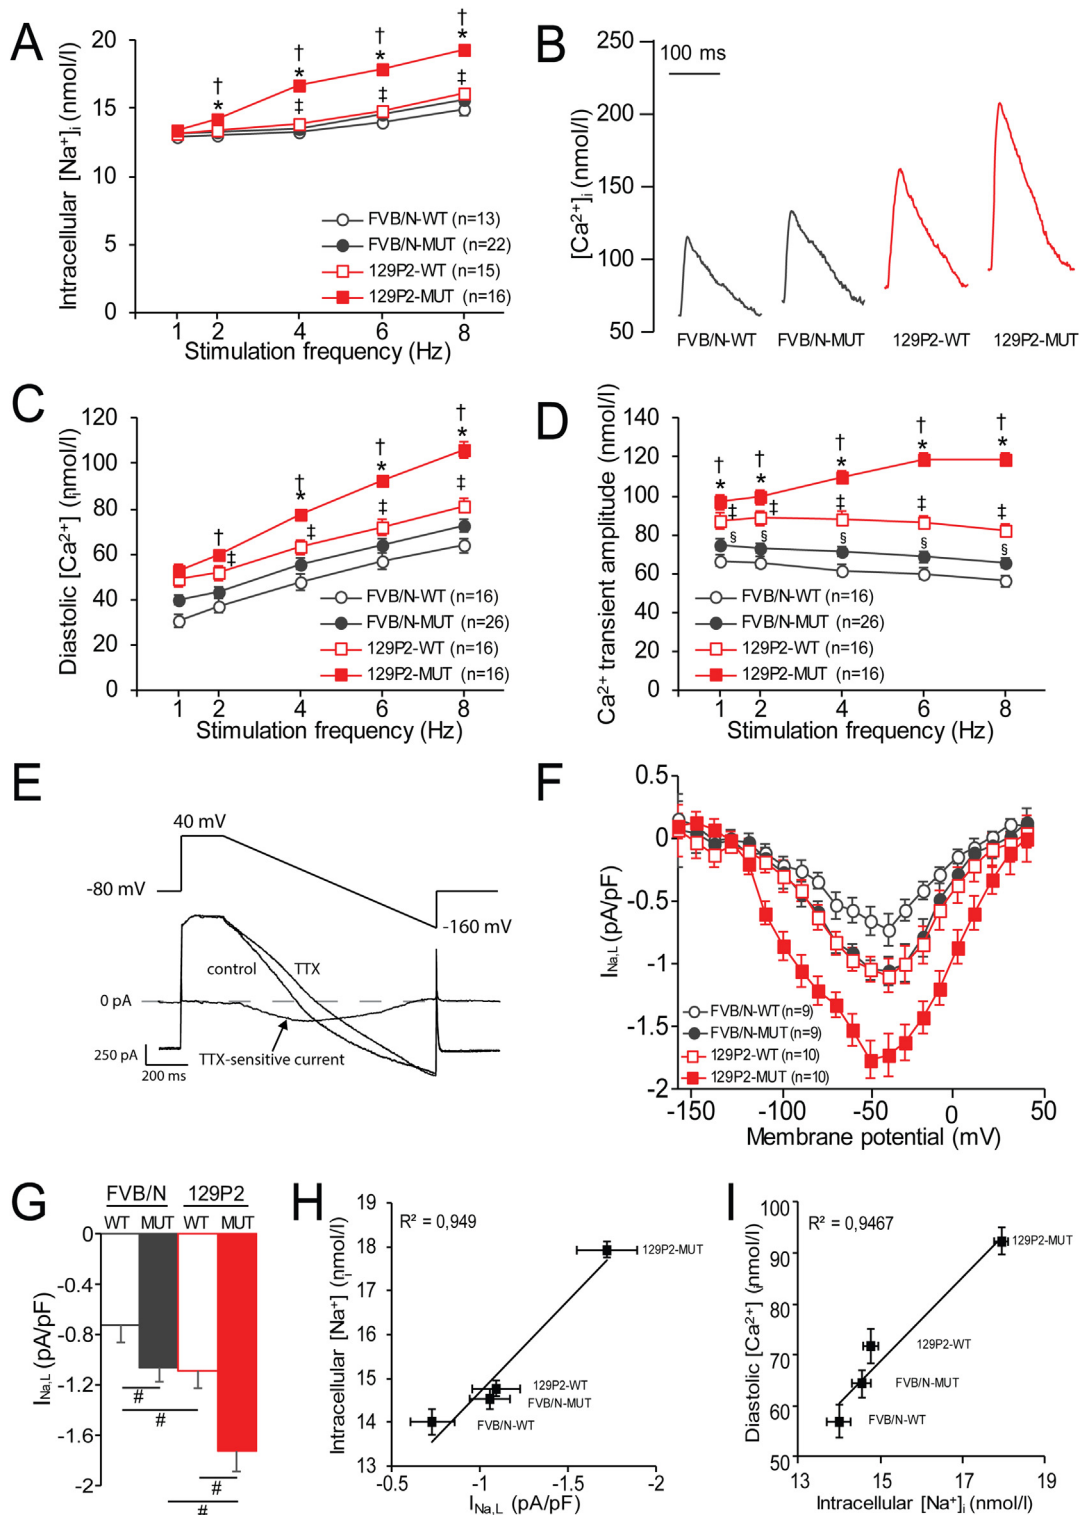 A
Intracellular [Na⁺]ᵢ (nmol/l)
20
15
10
5
0
†
*
†
*
†
*
†
*
‡
‡
‡
FVB/N-WT (n=13)
FVB/N-MUT (n=22)
129P2-WT (n=15)
129P2-MUT (n=16)
1 2 4 6 8
Stimulation frequency (Hz)
B
[Ca²⁺]ᵢ (nmol/l)
250
200
150
100
50
100 ms
FVB/N-WT FVB/N-MUT 129P2-WT 129P2-MUT
C
Diastolic [Ca²⁺]ᵢ (nmol/l)
120
100
80
60
40
20
0
†
†
*
†
*
†
*
‡
‡
‡
‡
FVB/N-WT (n=16)
FVB/N-MUT (n=26)
129P2-WT (n=16)
129P2-MUT (n=16)
1 2 4 6 8
Stimulation frequency (Hz)
D
Ca²⁺ transient amplitude (nmol/l)
140
120
100
80
60
40
20
0
†
*
†
*
†
*
†
*
†
*
‡ ‡ ‡ ‡ ‡
§ § § § §
FVB/N-WT (n=16)
FVB/N-MUT (n=26)
129P2-WT (n=16)
129P2-MUT (n=16)
1 2 4 6 8
Stimulation frequency (Hz)
E
40 mV
-80 mV
-160 mV
control
TTX
0 pA
TTX-sensitive current
250 pA
200 ms
F
I_Na,L (pA/pF)
0.5
0
-0.5
-1
-1.5
-2
FVB/N-WT (n=9)
FVB/N-MUT (n=9)
129P2-WT (n=10)
129P2-MUT (n=10)
-150 -100 -50 0 50
Membrane potential (mV)
G
FVB/N 129P2
WT MUT WT MUT
I_Na,L (pA/pF)
0
-0.4
-0.8
-1.2
-1.6
-2
#
#
#
#
H
Intracellular [Na⁺]ᵢ (nmol/l)
19
18
17
16
15
14
13
R² = 0,949
129P2-MUT
129P2-WT
FVB/N-MUT
FVB/N-WT
-0.5 -1 -1.5 -2
I_Na,L (pA/pF)
I
Diastolic [Ca²⁺]ᵢ (nmol/l)
100
90
80
70
60
50
R² = 0,9467
129P2-MUT
129P2-WT
FVB/N-MUT
FVB/N-WT
13 15 17 19
Intracellular [Na⁺]ᵢ (nmol/l)